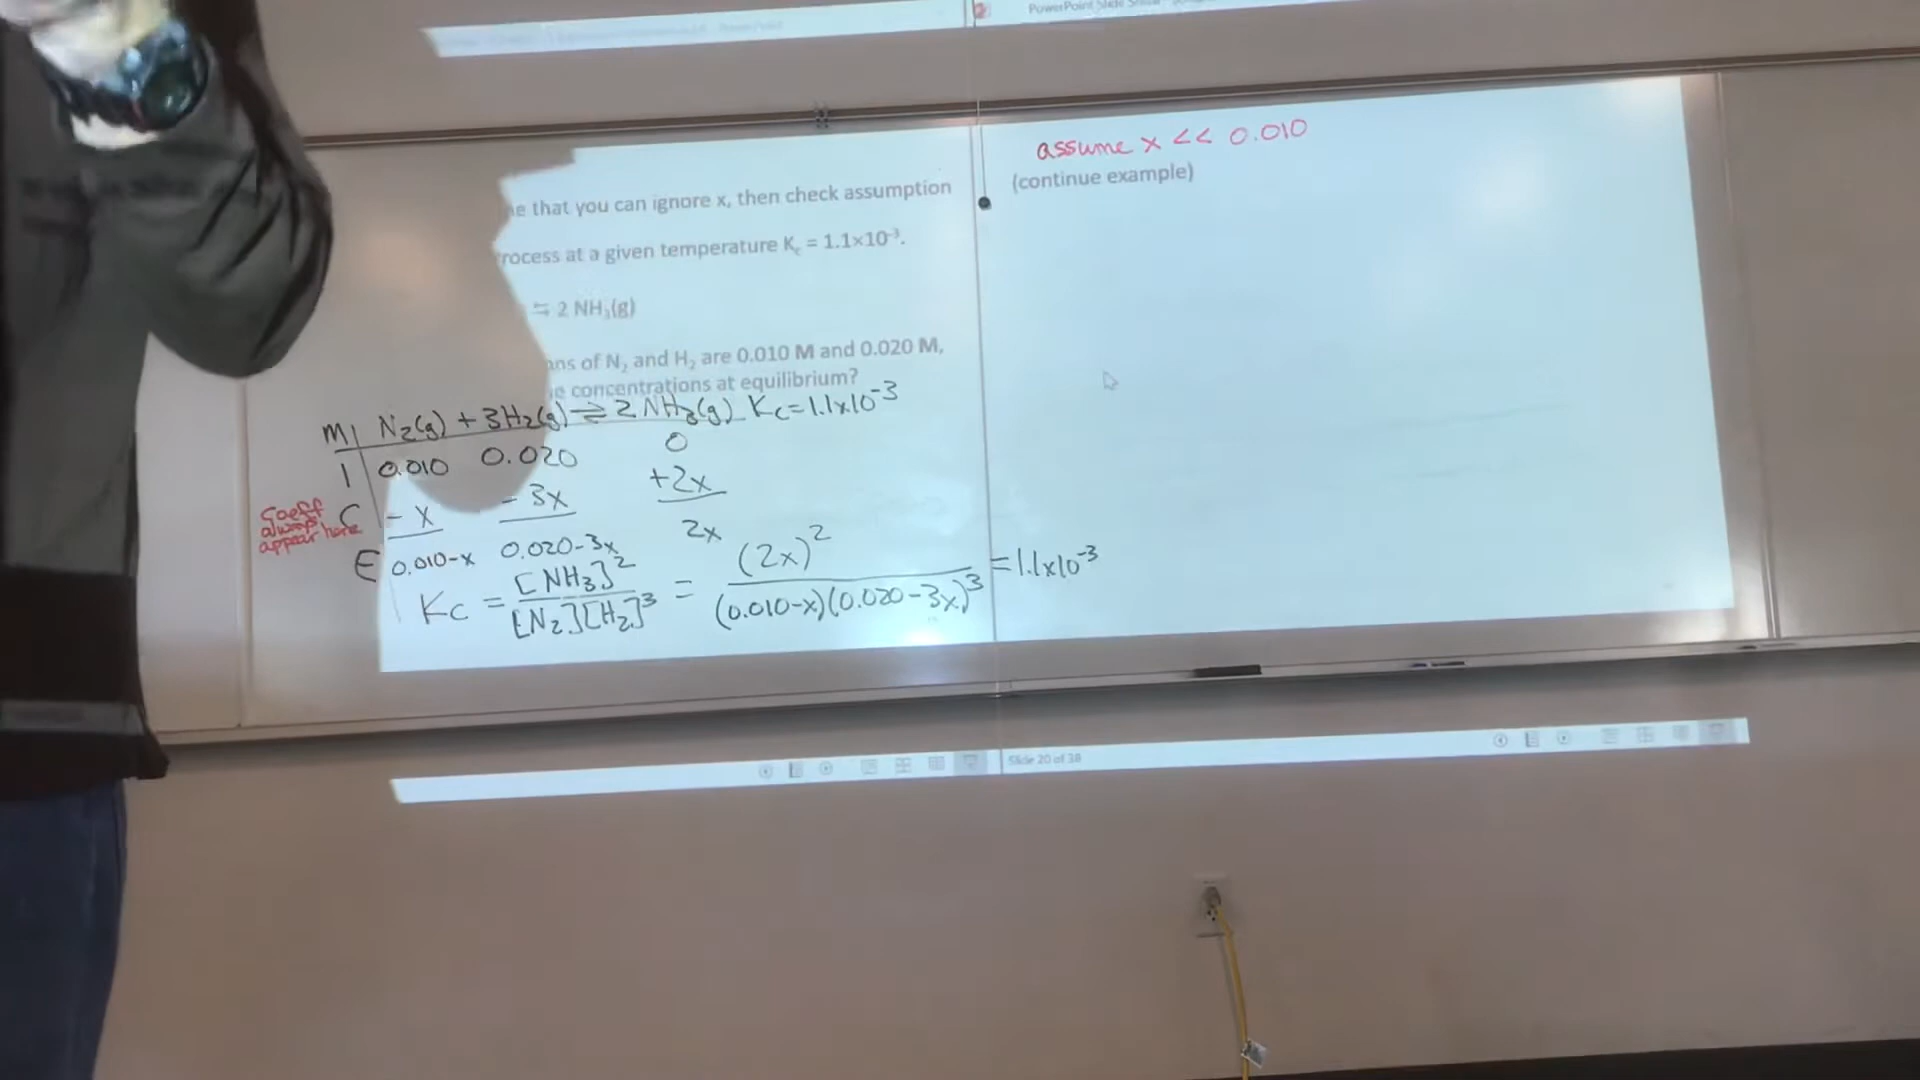 PowerPoint
PowerPoint Slide
assume x << 0.010
(continue example)
that you can ignore x, then check assumption
at a given temperature Kc = 1.1×10-3.
⇆ 2 NH3(g)
of N2 and H2 are 0.010 M and 0.020 M,
concentrations at equilibrium?
M | N2(g) + 3H2(g) ⇌ 2 NH3(g) Kc=1.1x10-3
I 0.010 0.020 0
C -x -3x +2x
coeff
always
appear here
E 0.010-x 0.020-3x 2x
Kc = [NH3]2 / [N2][H2]3 = (2x)2 / (0.010-x)(0.020-3x)3 = 1.1x10-3
Slide 20 of 38